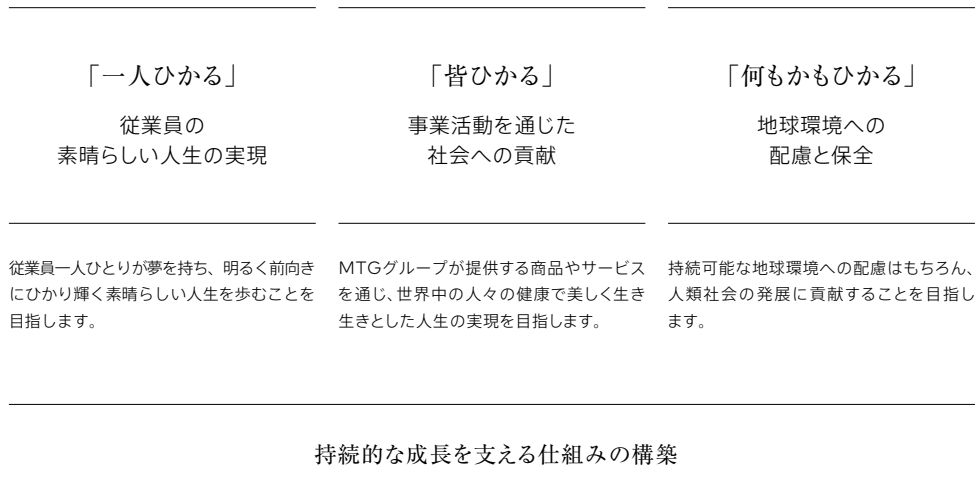 「一人ひかる」
従業員の
素晴らしい人生の実現
従業員一人ひとりが夢を持ち、明るく前向き
にひかり輝く素晴らしい人生を歩むことを
目指します。
「皆ひかる」
事業活動を通じた
社会への貢献
MTGグループが提供する商品やサービス
を通じ、世界中の人々の健康で美しく生き
生きとした人生の実現を目指します。
「何もかもひかる」
地球環境への
配慮と保全
持続可能な地球環境への配慮はもちろん、
人類社会の発展に貢献することを目指し
ます。
持続的な成長を支える仕組みの構築